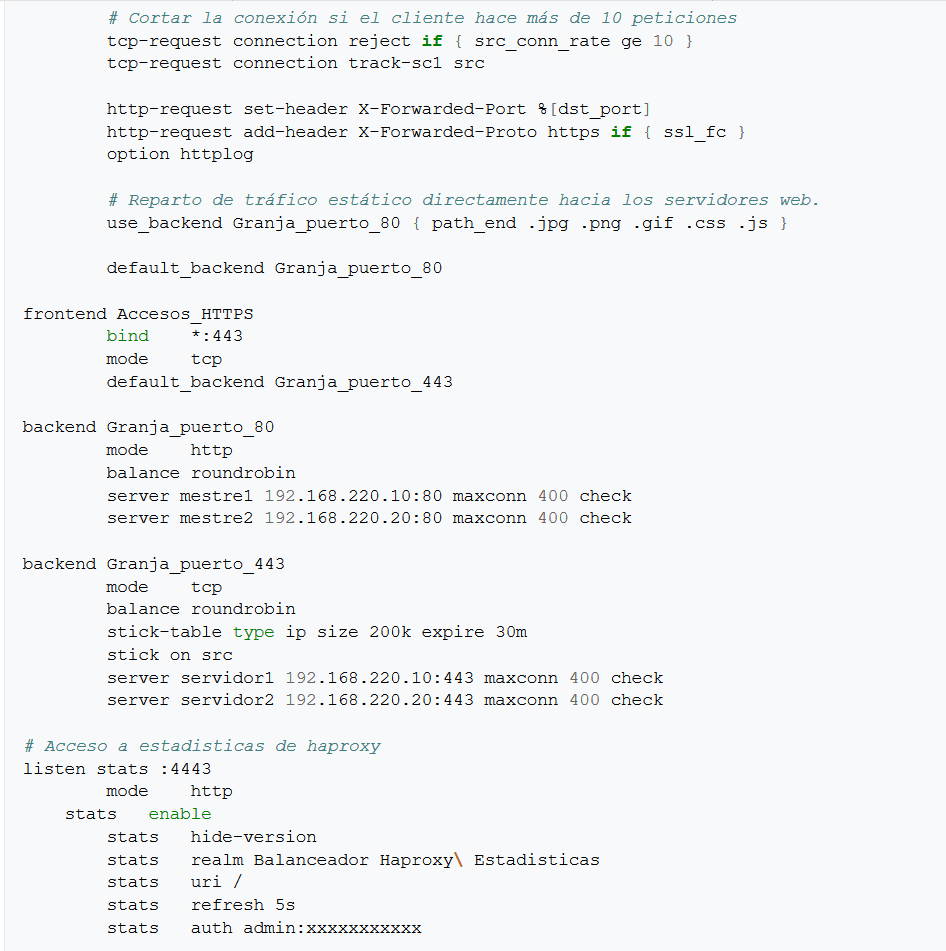 # Cortar la conexión si el cliente hace más de 10 peticiones
tcp-request connection reject if { src_conn_rate ge 10 }
tcp-request connection track-sc1 src
http-request set-header X-Forwarded-Port %[dst_port]
http-request add-header X-Forwarded-Proto https if { ssl_fc }
option httplog
# Reparto de tráfico estático directamente hacia los servidores web.
use_backend Granja_puerto_80 { path_end .jpg .png .gif .css .js }
default_backend Granja_puerto_80
frontend Accesos_HTTPS
bind *:443
mode tcp
default_backend Granja_puerto_443
backend Granja_puerto_80
mode http
balance roundrobin
server mestre1 192.168.220.10:80 maxconn 400 check
server mestre2 192.168.220.20:80 maxconn 400 check
backend Granja_puerto_443
mode tcp
balance roundrobin
stick-table type ip size 200k expire 30m
stick on src
server servidor1 192.168.220.10:443 maxconn 400 check
server servidor2 192.168.220.20:443 maxconn 400 check
# Acceso a estadisticas de haproxy
listen stats :4443
mode http
stats enable
stats hide-version
stats realm Balanceador Haproxy\ Estadisticas
stats uri /
stats refresh 5s
stats auth admin:xxxxxxxxxxx